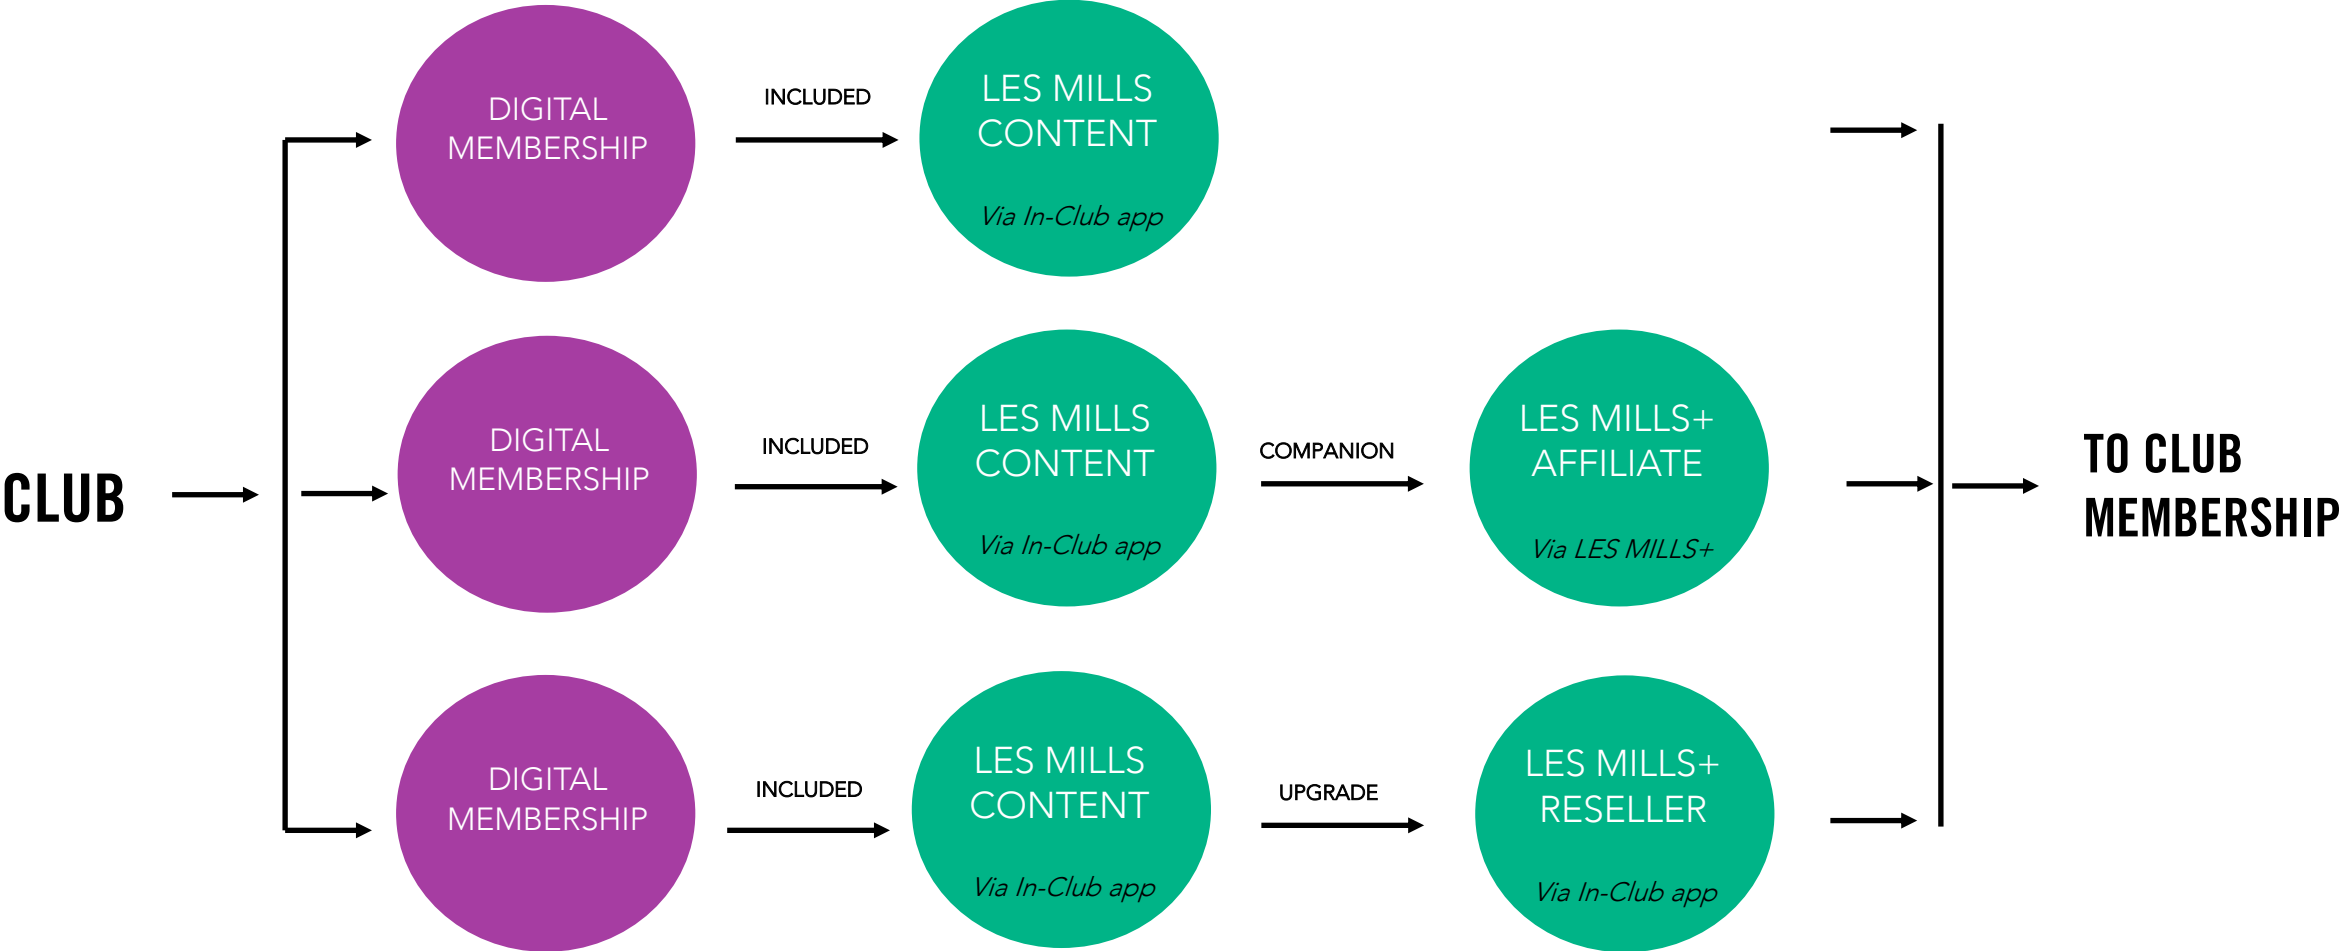 DIGITAL
MEMBERSHIP
INCLUDED
LES MILLS
CONTENT
Via In-Club app
CLUB
DIGITAL
MEMBERSHIP
INCLUDED
LES MILLS
CONTENT
Via In-Club app
COMPANION
LES MILLS+
AFFILIATE
Via LES MILLS+
TO CLUB
MEMBERSHIP
DIGITAL
MEMBERSHIP
INCLUDED
LES MILLS
CONTENT
Via In-Club app
UPGRADE
LES MILLS+
RESELLER
Via In-Club app